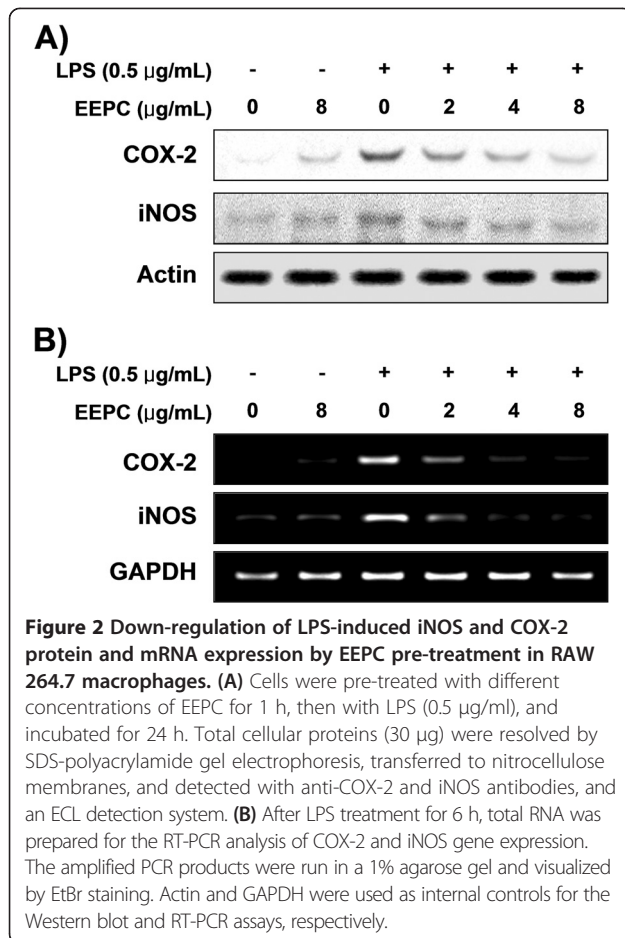 A)
LPS (0.5 μg/mL) - - + + + +
EEPC (μg/mL) 0 8 0 2 4 8
COX-2
iNOS
Actin
B)
LPS (0.5 μg/mL) - - + + + +
EEPC (μg/mL) 0 8 0 2 4 8
COX-2
iNOS
GAPDH
Figure 2 Down-regulation of LPS-induced iNOS and COX-2
protein and mRNA expression by EEPC pre-treatment in RAW
264.7 macrophages. (A) Cells were pre-treated with different
concentrations of EEPC for 1 h, then with LPS (0.5 μg/ml), and
incubated for 24 h. Total cellular proteins (30 μg) were resolved by
SDS-polyacrylamide gel electrophoresis, transferred to nitrocellulose
membranes, and detected with anti-COX-2 and iNOS antibodies, and
an ECL detection system. (B) After LPS treatment for 6 h, total RNA was
prepared for the RT-PCR analysis of COX-2 and iNOS gene expression.
The amplified PCR products were run in a 1% agarose gel and visualized
by EtBr staining. Actin and GAPDH were used as internal controls for the
Western blot and RT-PCR assays, respectively.